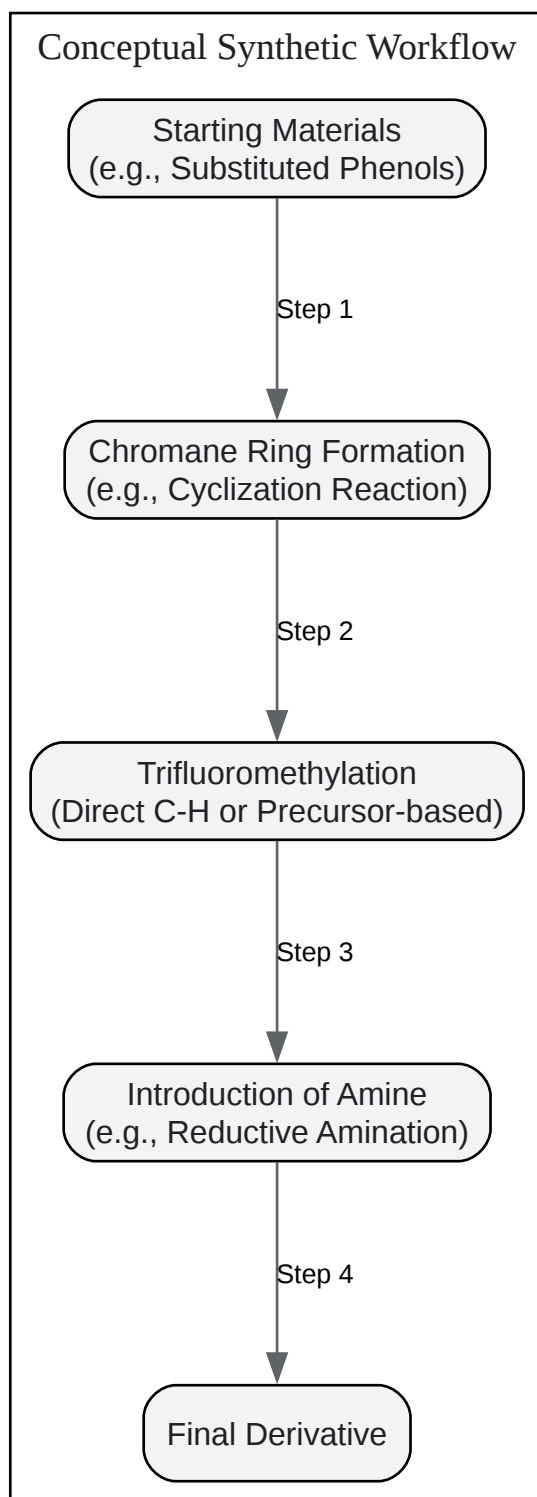 Conceptual Synthetic Workflow
Starting Materials
(e.g., Substituted Phenols)
Step 1
Chromane Ring Formation
(e.g., Cyclization Reaction)
Step 2
Trifluoromethylation
(Direct C-H or Precursor-based)
Step 3
Introduction of Amine
(e.g., Reductive Amination)
Step 4
Final Derivative